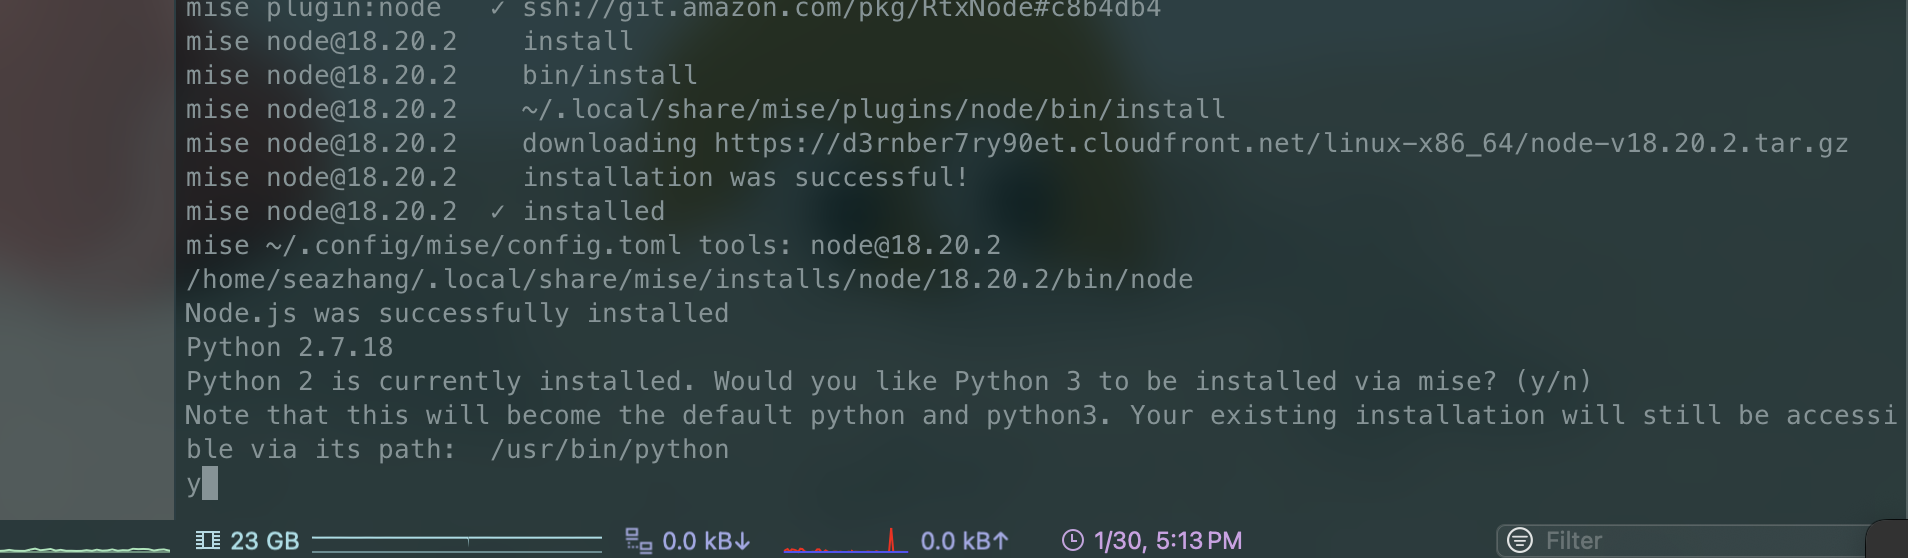 mise plugin:node ✓ ssh://git.amazon.com/pkg/RtxNode#c8b4db4
mise node@18.20.2 install
mise node@18.20.2 bin/install
mise node@18.20.2 ~/.local/share/mise/plugins/node/bin/install
mise node@18.20.2 downloading https://d3rnber7ry90et.cloudfront.net/linux-x86_64/node-v18.20.2.tar.gz
mise node@18.20.2 installation was successful!
mise node@18.20.2 ✓ installed
mise ~/.config/mise/config.toml tools: node@18.20.2
/home/seazhang/.local/share/mise/installs/node/18.20.2/bin/node
Node.js was successfully installed
Python 2.7.18
Python 2 is currently installed. Would you like Python 3 to be installed via mise? (y/n)
Note that this will become the default python and python3. Your existing installation will still be accessi
ble via its path:  /usr/bin/python
y
23 GB 0.0 kB↓ 0.0 kB↑ 1/30, 5:13 PM Filter